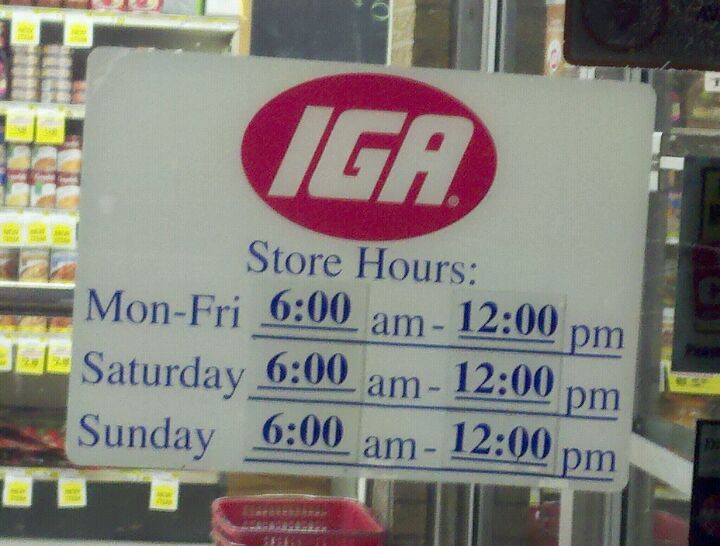 IGA
Store Hours:
Mon-Fri 6:00 am - 12:00 pm
Saturday 6:00 am - 12:00 pm
Sunday 6:00 am - 12:00 pm